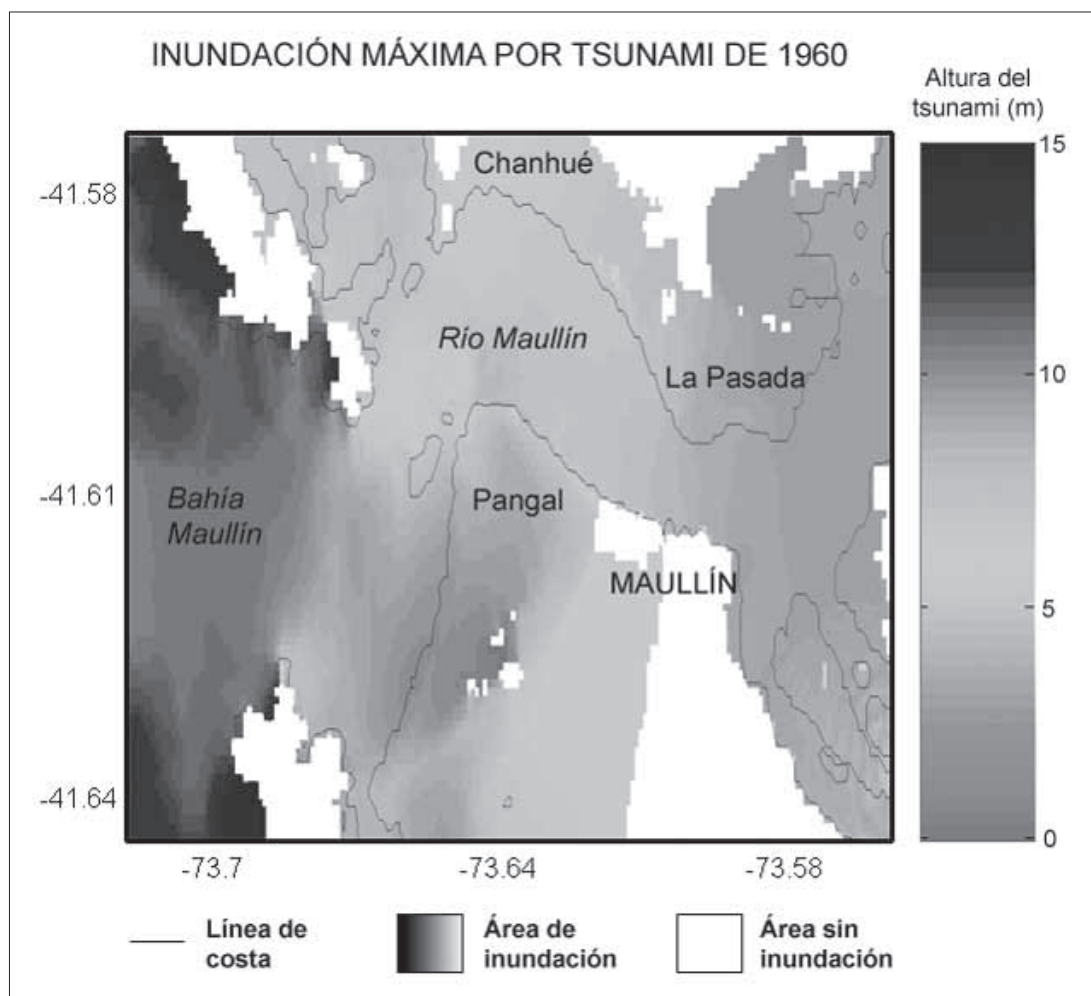 INUNDACIÓN MÁXIMA POR TSUNAMI DE 1960
Altura del
tsunami (m)
15
10
5
0
-41.58
-41.61
-41.64
-73.7
-73.64
-73.58
Chanhué
Río Maullín
La Pasada
Bahía
Maullín
Pangal
MAULLÍN
Línea de
costa
Área de
inundación
Área sin
inundación